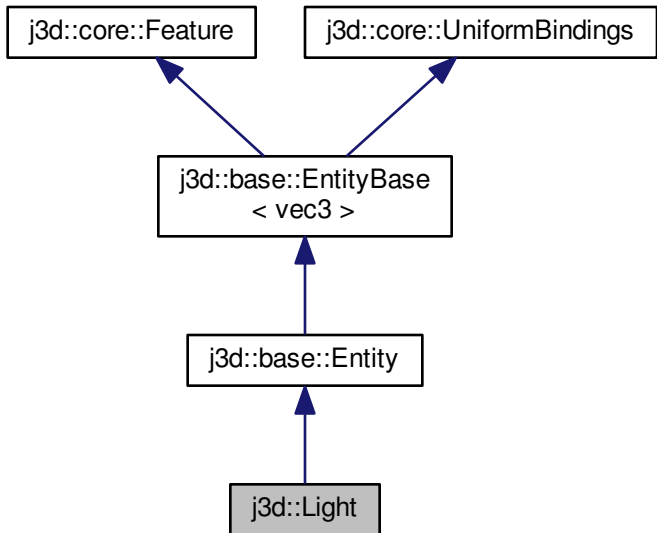 j3d::core::Feature
j3d::core::UniformBindings
j3d::base::EntityBase
< vec3 >
j3d::base::Entity
j3d::Light